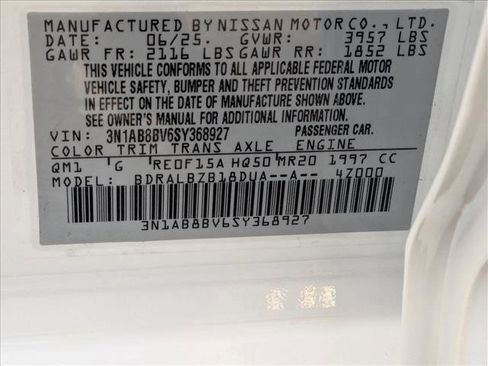 MANUFACTURED BY NISSAN MOTOR CO., LTD.
DATE: 06/25. GVWR: 3957 LBS
GAWR FR: 2116 LBS GAWR RR: 1852 LBS
THIS VEHICLE CONFORMS TO ALL APPLICABLE FEDERAL MOTOR
VEHICLE SAFETY, BUMPER AND THEFT PREVENTION STANDARDS
IN EFFECT ON THE DATE OF MANUFACTURE SHOWN ABOVE.
SEE OWNER'S MANUAL FOR ADDITIONAL INFORMATION.
VIN: 3N1AB8BV6SY368927 PASSENGER CAR.
COLOR TRIM TRANS AXLE ENGINE
QM1 G RE0F15A HQ50 MR20 1997 CC
MODEL: BDRALBZB18DUA--A-- 4Z000
3N1AB8BV6SY368927